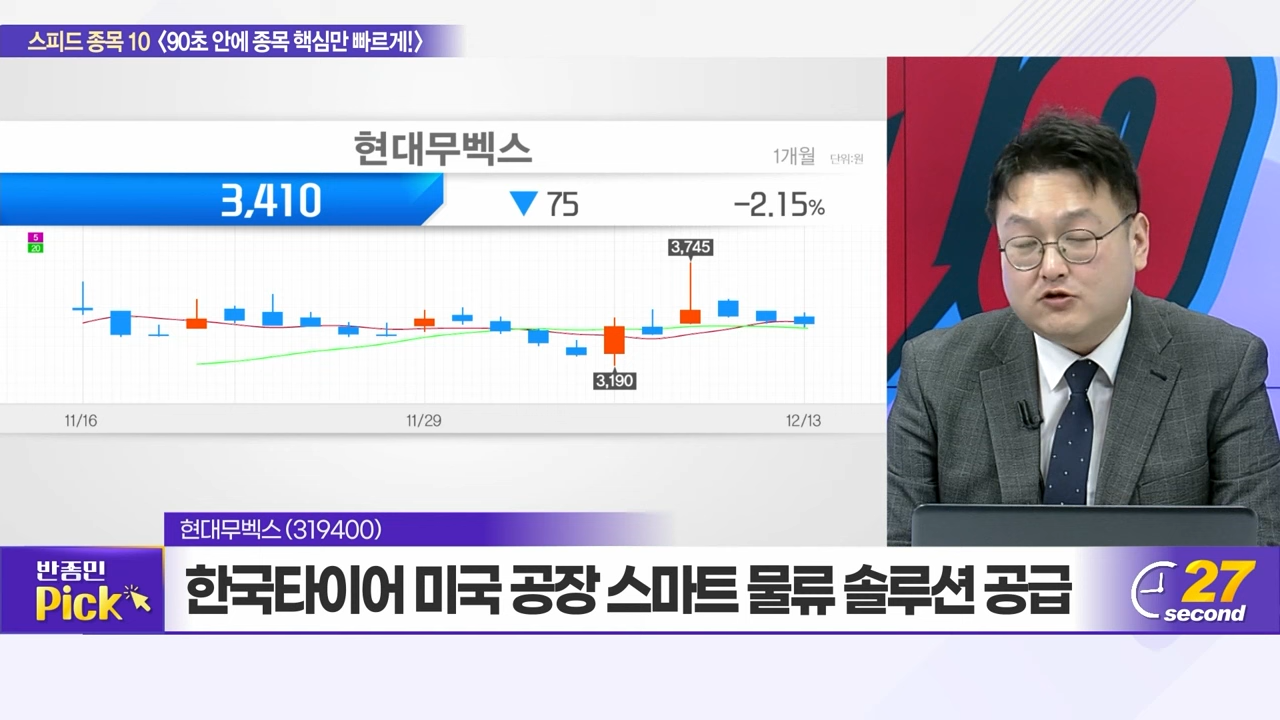 스피드 종목 10 〈90초 안에 종목 핵심만 빠르게!〉
현대무벡스
1개월 단위:원
3,410 ▼ 75 -2.15%
5
20
3,745
3,190
11/16 11/29 12/13
현대무벡스(319400)
반종민
Pick
한국타이어 미국 공장 스마트 물류 솔루션 공급
27
second